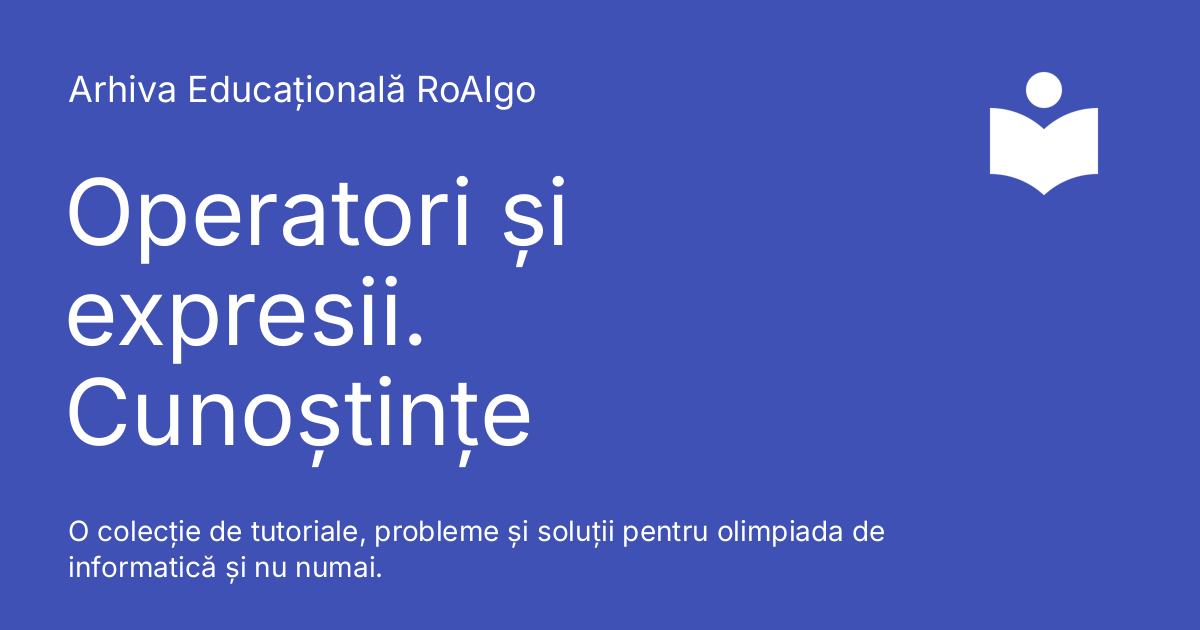 Arhiva Educațională RoAlgo
Operatori și
expresii.
Cunoștințe
O colecție de tutoriale, probleme și soluții pentru olimpiada de
informatică și nu numai.